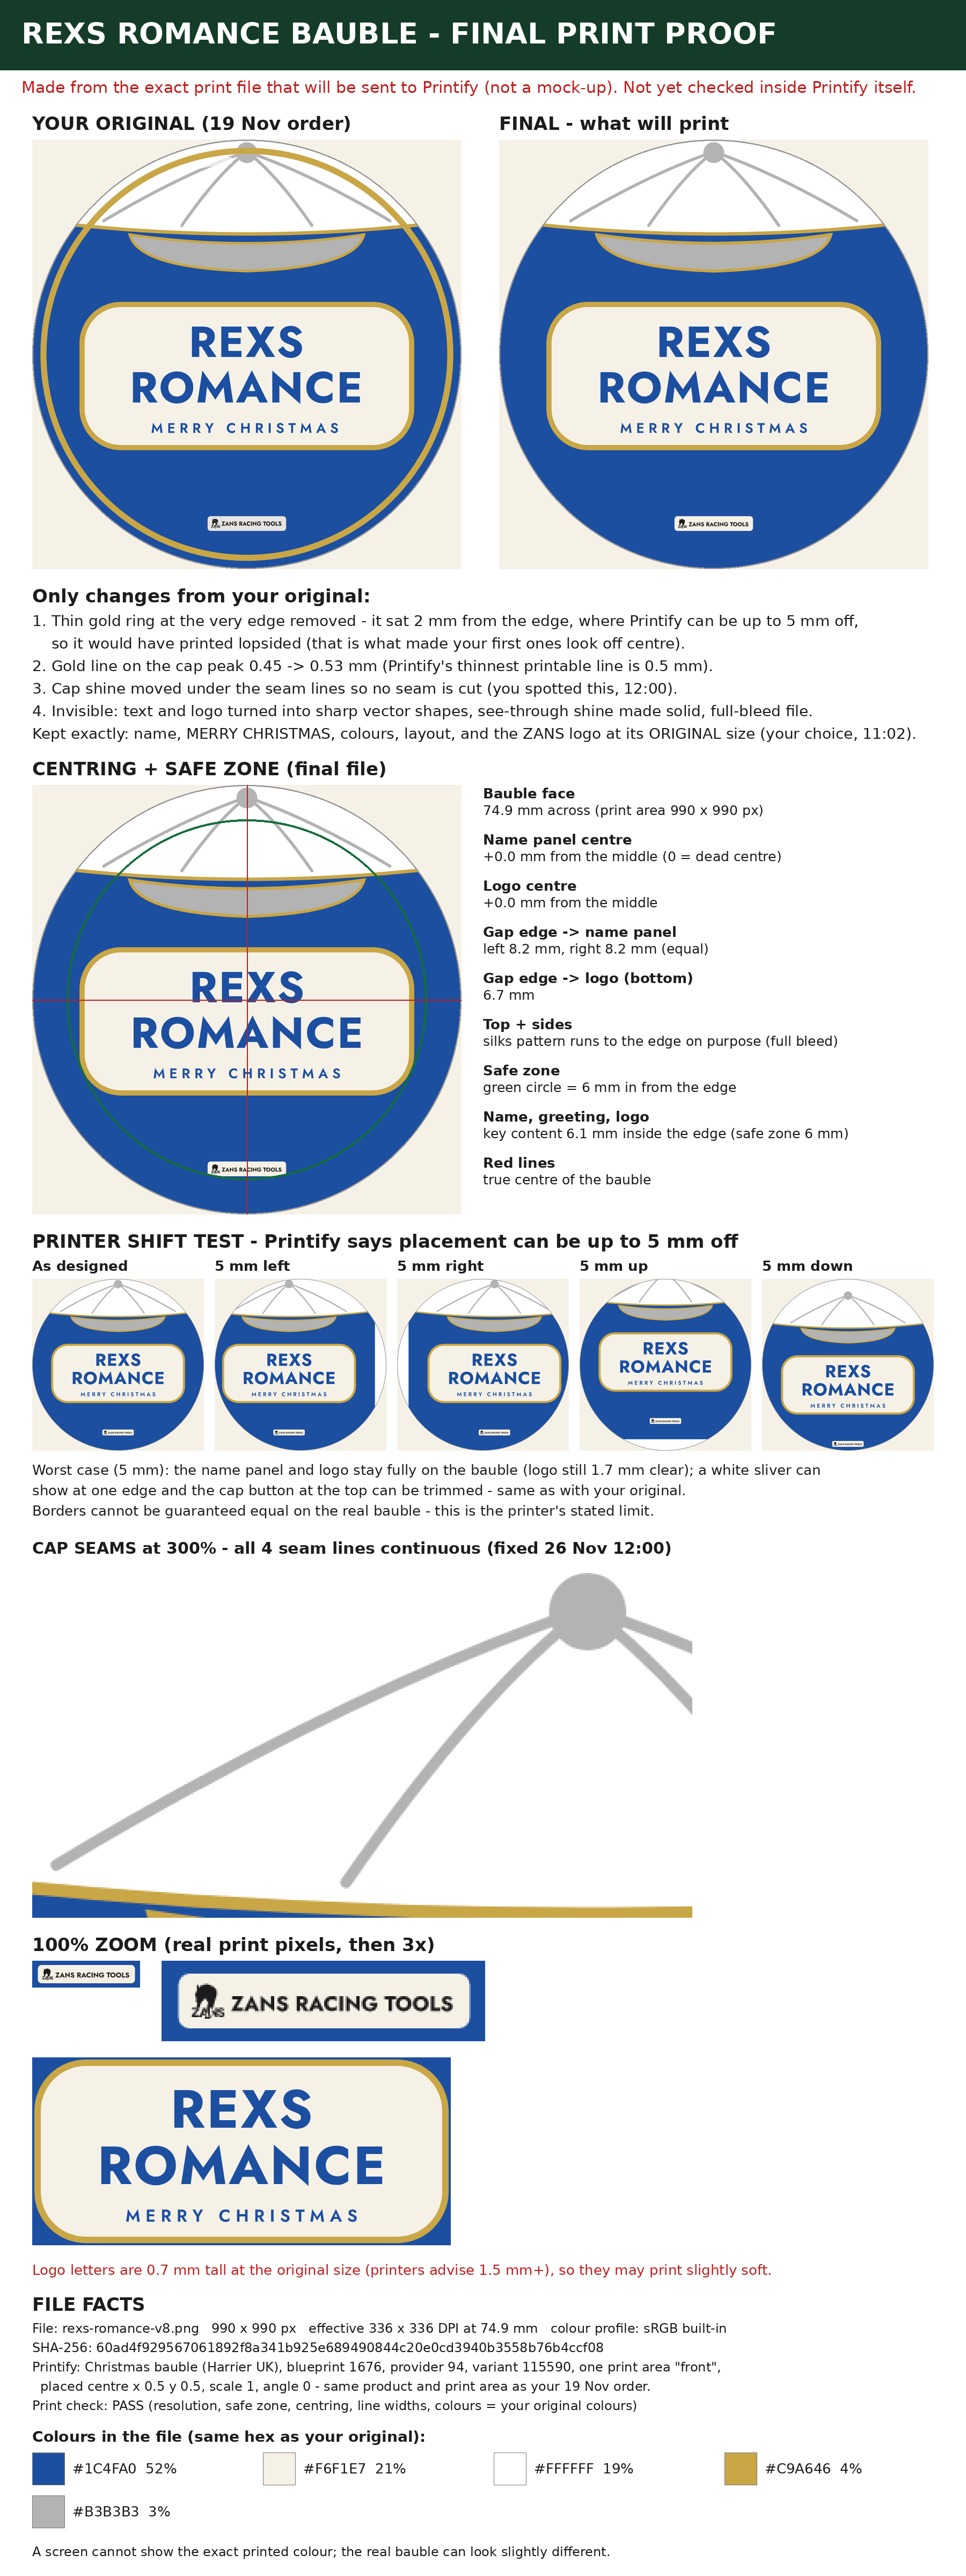 REXS ROMANCE BAUBLE - FINAL PRINT PROOF
Made from the exact print file that will be sent to Printify (not a mock-up). Not yet checked inside Printify itself.
YOUR ORIGINAL (19 Nov order)
FINAL - what will print
REXS
ROMANCE
MERRY CHRISTMAS
ZANS RACING TOOLS
REXS
ROMANCE
MERRY CHRISTMAS
ZANS RACING TOOLS
Only changes from your original:
1. Thin gold ring at the very edge removed - it sat 2 mm from the edge, where Printify can be up to 5 mm off,
so it would have printed lopsided (that is what made your first ones look off centre).
2. Gold line on the cap peak 0.45 -> 0.53 mm (Printify's thinnest printable line is 0.5 mm).
3. Cap shine moved under the seam lines so no seam is cut (you spotted this, 12:00).
4. Invisible: text and logo turned into sharp vector shapes, see-through shine made solid, full-bleed file.
Kept exactly: name, MERRY CHRISTMAS, colours, layout, and the ZANS logo at its ORIGINAL size (your choice, 11:02).
CENTRING + SAFE ZONE (final file)
REXS
ROMANCE
MERRY CHRISTMAS
ZANS RACING TOOLS
Bauble face
74.9 mm across (print area 990 x 990 px)
Name panel centre
+0.0 mm from the middle (0 = dead centre)
Logo centre
+0.0 mm from the middle
Gap edge -> name panel
left 8.2 mm, right 8.2 mm (equal)
Gap edge -> logo (bottom)
6.7 mm
Top + sides
silks pattern runs to the edge on purpose (full bleed)
Safe zone
green circle = 6 mm in from the edge
Name, greeting, logo
key content 6.1 mm inside the edge (safe zone 6 mm)
Red lines
true centre of the bauble
PRINTER SHIFT TEST - Printify says placement can be up to 5 mm off
As designed
REXS
ROMANCE
MERRY CHRISTMAS
ZANS RACING TOOLS
5 mm left
REXS
ROMANCE
MERRY CHRISTMAS
ZANS RACING TOOLS
5 mm right
REXS
ROMANCE
MERRY CHRISTMAS
ZANS RACING TOOLS
5 mm up
REXS
ROMANCE
MERRY CHRISTMAS
ZANS RACING TOOLS
5 mm down
REXS
ROMANCE
MERRY CHRISTMAS
ZANS RACING TOOLS
Worst case (5 mm): the name panel and logo stay fully on the bauble (logo still 1.7 mm clear); a white sliver can
show at one edge and the cap button at the top can be trimmed - same as with your original.
Borders cannot be guaranteed equal on the real bauble - this is the printer's stated limit.
CAP SEAMS at 300% - all 4 seam lines continuous (fixed 26 Nov 12:00)
100% ZOOM (real print pixels, then 3x)
ZANS RACING TOOLS
ZANS
ZANS RACING TOOLS
REXS
ROMANCE
MERRY CHRISTMAS
Logo letters are 0.7 mm tall at the original size (printers advise 1.5 mm+), so they may print slightly soft.
FILE FACTS
File: rexs-romance-v8.png 990 x 990 px effective 336 x 336 DPI at 74.9 mm colour profile: sRGB built-in
SHA-256: 60ad4f929567061892f8a341b925e689490844c20e0cd3940b3558b76b4ccf08
Printify: Christmas bauble (Harrier UK), blueprint 1676, provider 94, variant 115590, one print area "front",
placed centre x 0.5 y 0.5, scale 1, angle 0 - same product and print area as your 19 Nov order.
Print check: PASS (resolution, safe zone, centring, line widths, colours = your original colours)
Colours in the file (same hex as your original):
#1C4FA0 52%
#F6F1E7 21%
#FFFFFF 19%
#C9A646 4%
#B3B3B3 3%
A screen cannot show the exact printed colour; the real bauble can look slightly different.